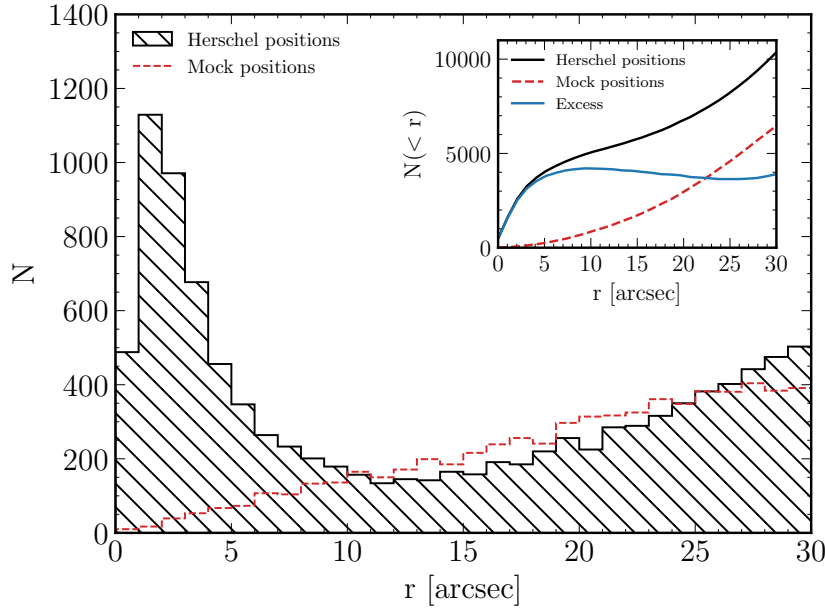 1400
1200
1000
800
600
400
200
0
N
Herschel positions
Mock positions
10000
5000
0
N(< r)
Herschel positions
Mock positions
Excess
0 5 10 15 20 25 30
r [arcsec]
0 5 10 15 20 25 30
r [arcsec]